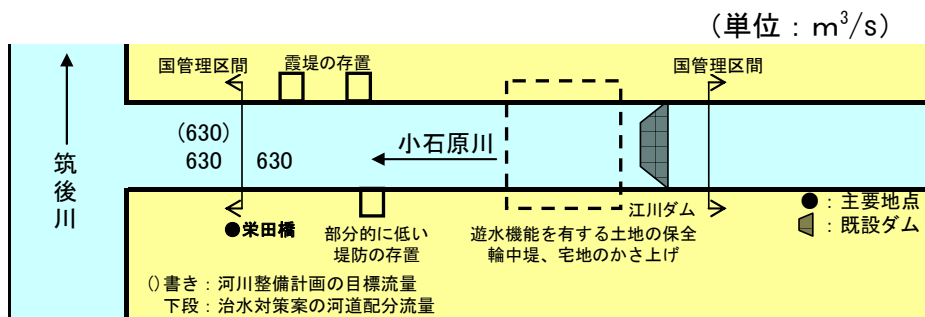 （単位：m³/s）
国管理区間
霞堤の存置
国管理区間
(630)
630
630
小石原川
筑後川
●栄田橋
部分的に低い
堤防の存置
江川ダム
遊水機能を有する土地の保全
輪中堤、宅地のかさ上げ
●：主要地点
：既設ダム
()書き：河川整備計画の目標流量
下段：治水対策案の河道配分流量